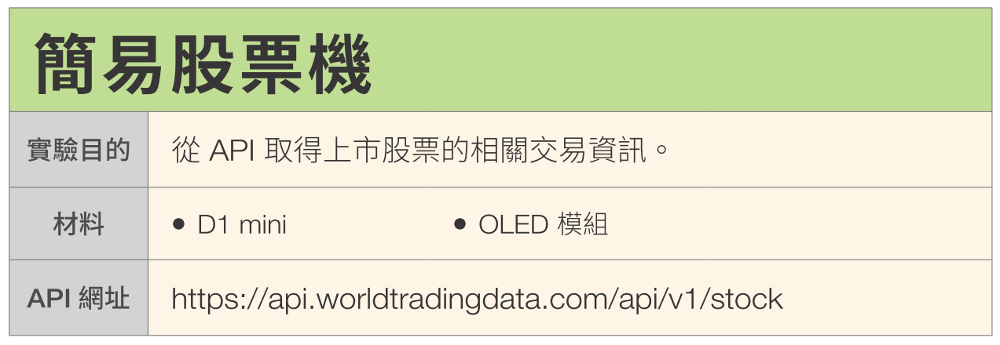 簡易股票機
實驗目的 從 API 取得上市股票的相關交易資訊。
材料 • D1 mini • OLED 模組
API 網址 https://api.worldtradingdata.com/api/v1/stock